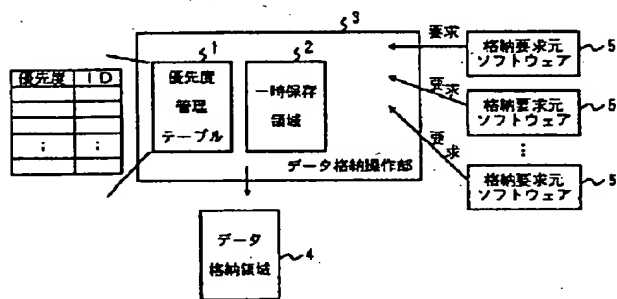 3
要求
格納要求元
ソフトウェア
5
1
2
優先度
管理
テーブル
一時保存
領域
優先度 ID
; ;
要求
格納要求元
ソフトウェア
5
⋮
要求
格納要求元
ソフトウェア
5
データ格納操作部
データ
格納領域
4